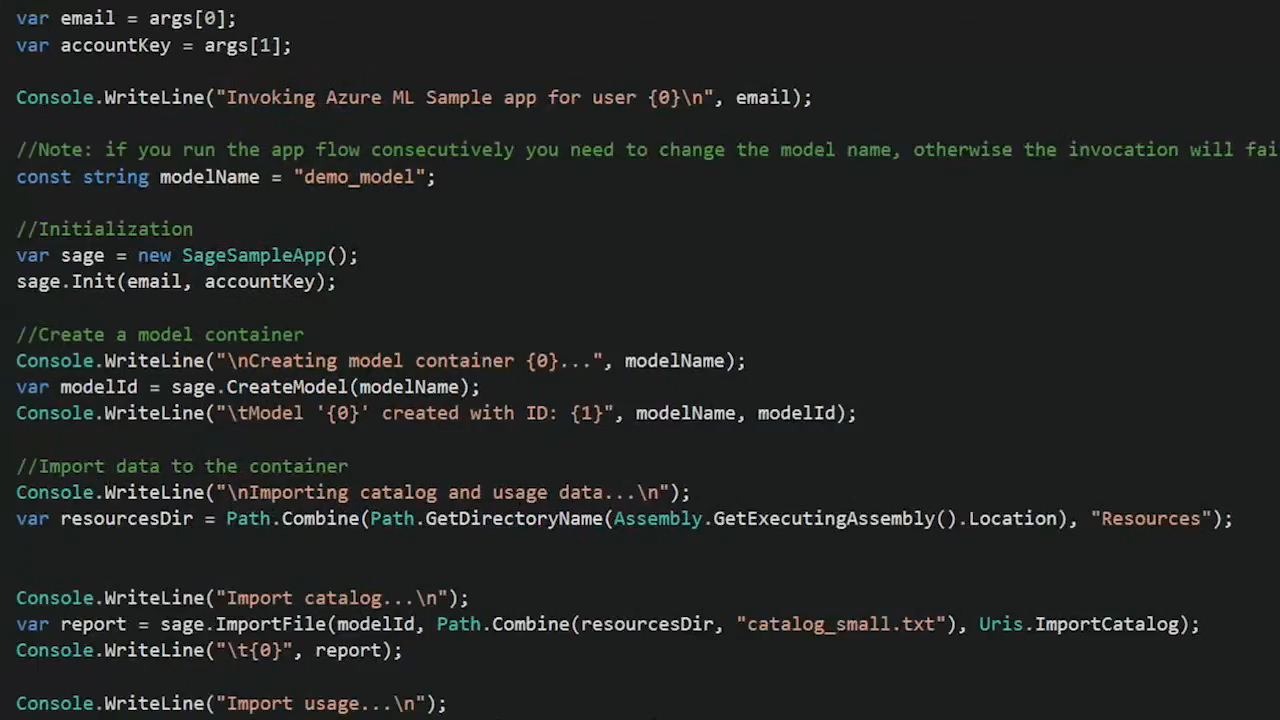 var email = args[0];
var accountKey = args[1];
Console.WriteLine("Invoking Azure ML Sample app for user {0}\n", email);
//Note: if you run the app flow consecutively you need to change the model name, otherwise the invocation will fai
const string modelName = "demo_model";
//Initialization
var sage = new SageSampleApp();
sage.Init(email, accountKey);
//Create a model container
Console.WriteLine("\nCreating model container {0}...", modelName);
var modelId = sage.CreateModel(modelName);
Console.WriteLine("\tModel '{0}' created with ID: {1}", modelName, modelId);
//Import data to the container
Console.WriteLine("\nImporting catalog and usage data...\n");
var resourcesDir = Path.Combine(Path.GetDirectoryName(Assembly.GetExecutingAssembly().Location), "Resources");
Console.WriteLine("Import catalog...\n");
var report = sage.ImportFile(modelId, Path.Combine(resourcesDir, "catalog_small.txt"), Uris.ImportCatalog);
Console.WriteLine("\t{0}", report);
Console.WriteLine("Import usage...\n");